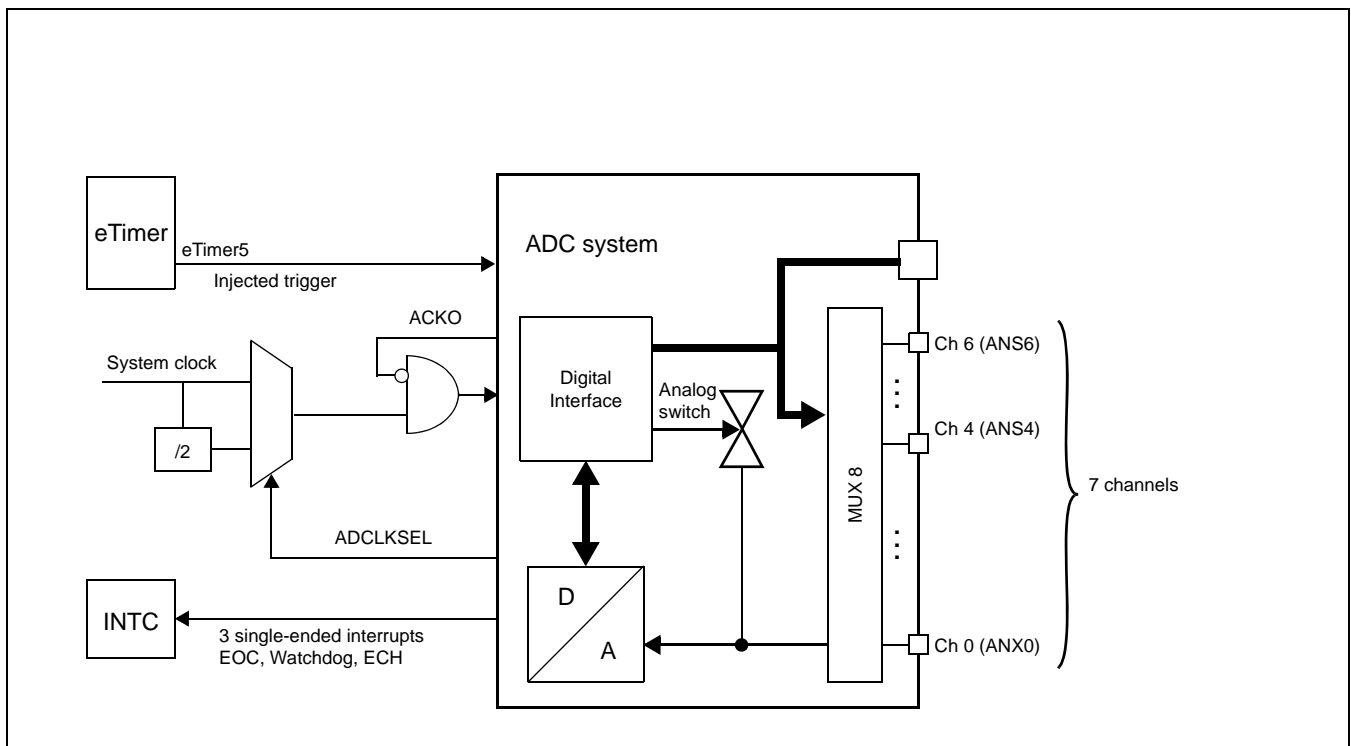 eTimer
eTimer5
Injected trigger
ADC system
ACKO
System clock
/2
Digital
Interface
Analog
switch
MUX 8
Ch 6 (ANS6)
Ch 4 (ANS4)
7 channels
ADCLKSEL
INTC
3 single-ended interrupts
EOC, Watchdog, ECH
D
A
Ch 0 (ANX0)